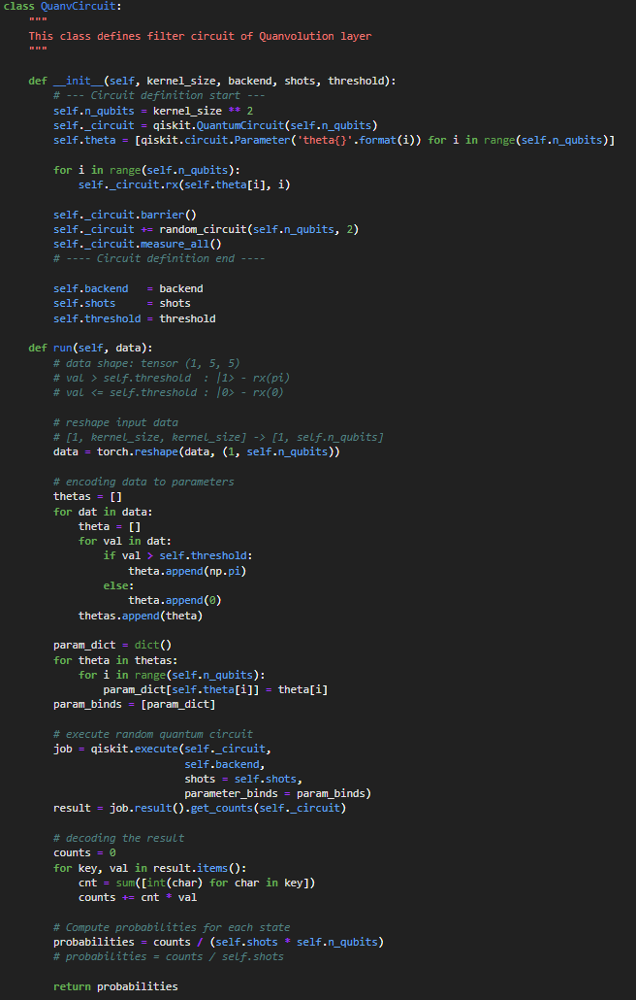 class QuanvCircuit:
    """
    This class defines filter circuit of Quanvolution layer
    """

    def __init__(self, kernel_size, backend, shots, threshold):
        # --- Circuit definition start ---
        self.n_qubits = kernel_size ** 2
        self._circuit = qiskit.QuantumCircuit(self.n_qubits)
        self.theta = [qiskit.circuit.Parameter('theta{}'.format(i)) for i in range(self.n_qubits)]

        for i in range(self.n_qubits):
            self._circuit.rx(self.theta[i], i)

        self._circuit.barrier()
        self._circuit += random_circuit(self.n_qubits, 2)
        self._circuit.measure_all()
        # ---- Circuit definition end ----

        self.backend   = backend
        self.shots     = shots
        self.threshold = threshold

    def run(self, data):
        # data shape: tensor (1, 5, 5)
        # val > self.threshold  : |1> - rx(pi)
        # val <= self.threshold : |0> - rx(0)

        # reshape input data
        # [1, kernel_size, kernel_size] -> [1, self.n_qubits]
        data = torch.reshape(data, (1, self.n_qubits))

        # encoding data to parameters
        thetas = []
        for dat in data:
            theta = []
            for val in dat:
                if val > self.threshold:
                    theta.append(np.pi)
                else:
                    theta.append(0)
            thetas.append(theta)

        param_dict = dict()
        for theta in thetas:
            for i in range(self.n_qubits):
                param_dict[self.theta[i]] = theta[i]
        param_binds = [param_dict]

        # execute random quantum circuit
        job = qiskit.execute(self._circuit,
                             self.backend,
                             shots = self.shots,
                             parameter_binds = param_binds)
        result = job.result().get_counts(self._circuit)

        # decoding the result
        counts = 0
        for key, val in result.items():
            cnt = sum([int(char) for char in key])
            counts += cnt * val

        # Compute probabilities for each state
        probabilities = counts / (self.shots * self.n_qubits)
        # probabilities = counts / self.shots

        return probabilities